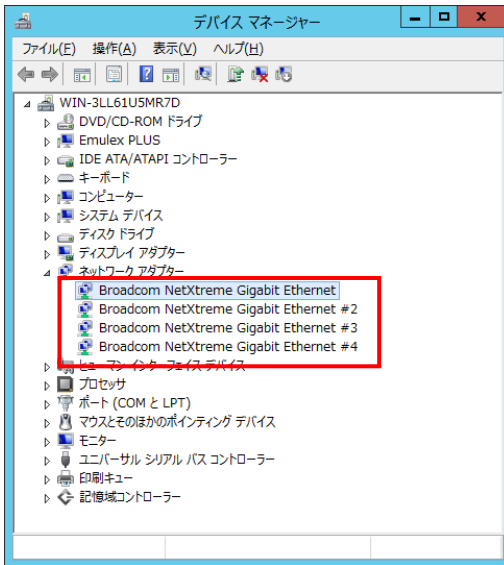 デバイス マネージャー
ファイル(F) 操作(A) 表示(V) ヘルプ(H)
WIN-3LL61U5MR7D
DVD/CD-ROM ドライブ
Emulex PLUS
IDE ATA/ATAPI コントローラー
キーボード
コンピューター
システム デバイス
ディスク ドライブ
ディスプレイ アダプター
ネットワーク アダプター
Broadcom NetXtreme Gigabit Ethernet
Broadcom NetXtreme Gigabit Ethernet #2
Broadcom NetXtreme Gigabit Ethernet #3
Broadcom NetXtreme Gigabit Ethernet #4
ヒューマン インターフェイス デバイス
プロセッサ
ポート (COM と LPT)
マウスとそのほかのポインティング デバイス
モニター
ユニバーサル シリアル バス コントローラー
印刷キュー
記憶域コントローラー